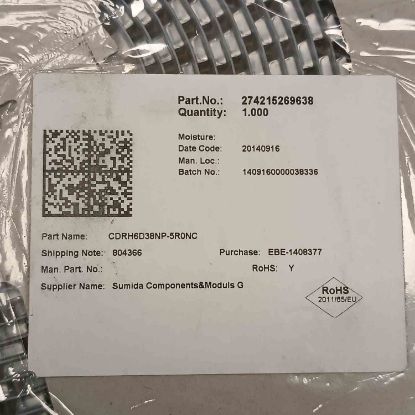 Part.No.: 274215269638
Quantity: 1.000
Moisture:
Date Code: 20140916
Man. Loc.:
Batch No.: 1409160000038336
Part Name: CDRH6D38NP-5R0NC
Shipping Note: 804366 Purchase: EBE-1408377
Man. Part. No.: RoHS: Y
Supplier Name: Sumida Components&Moduls G
RoHS
2011/65/EU